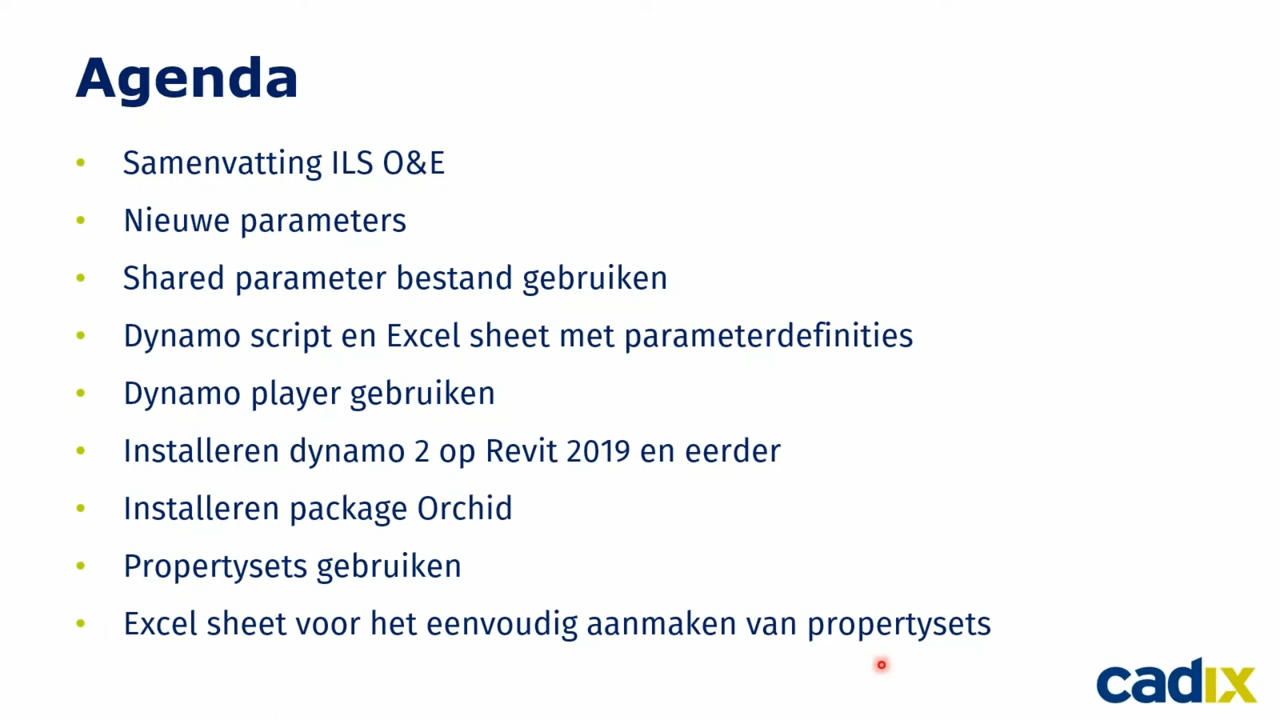 Agenda
• Samenvatting ILS O&E
• Nieuwe parameters
• Shared parameter bestand gebruiken
• Dynamo script en Excel sheet met parameterdefinities
• Dynamo player gebruiken
• Installeren dynamo 2 op Revit 2019 en eerder
• Installeren package Orchid
• Propertysets gebruiken
• Excel sheet voor het eenvoudig aanmaken van propertysets
cadix